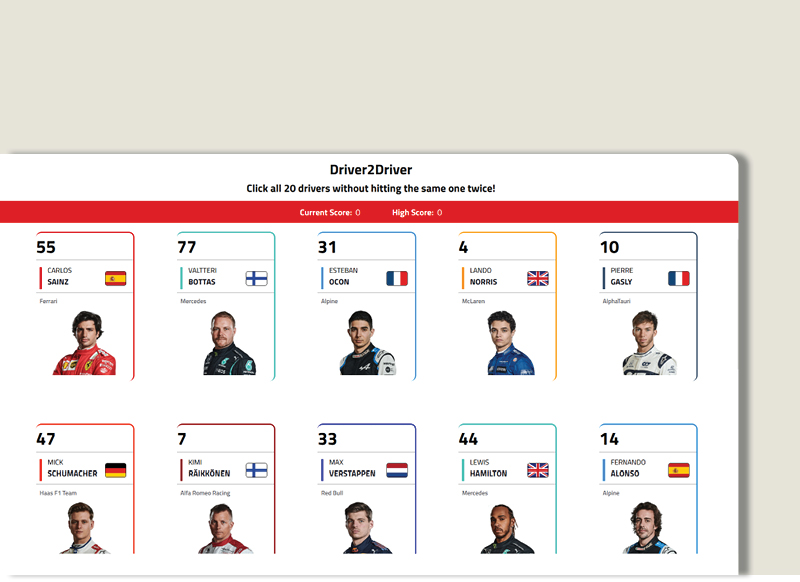 Driver2Driver
Click all 20 drivers without hitting the same one twice!
Current Score: 0 High Score: 0
55 77 31 4 10
CARLOS VALTTERI ESTEBAN LANDO PIERRE
SAINZ BOTTAS OCON NORRIS GASLY
Ferrari Mercedes Alpine McLaren AlphaTauri
47 7 33 44 14
MICK KIMI MAX LEWIS FERNANDO
SCHUMACHER RÄIKKÖNEN VERSTAPPEN HAMILTON ALONSO
Haas F1 Team Alfa Romeo Racing Red Bull Mercedes Alpine